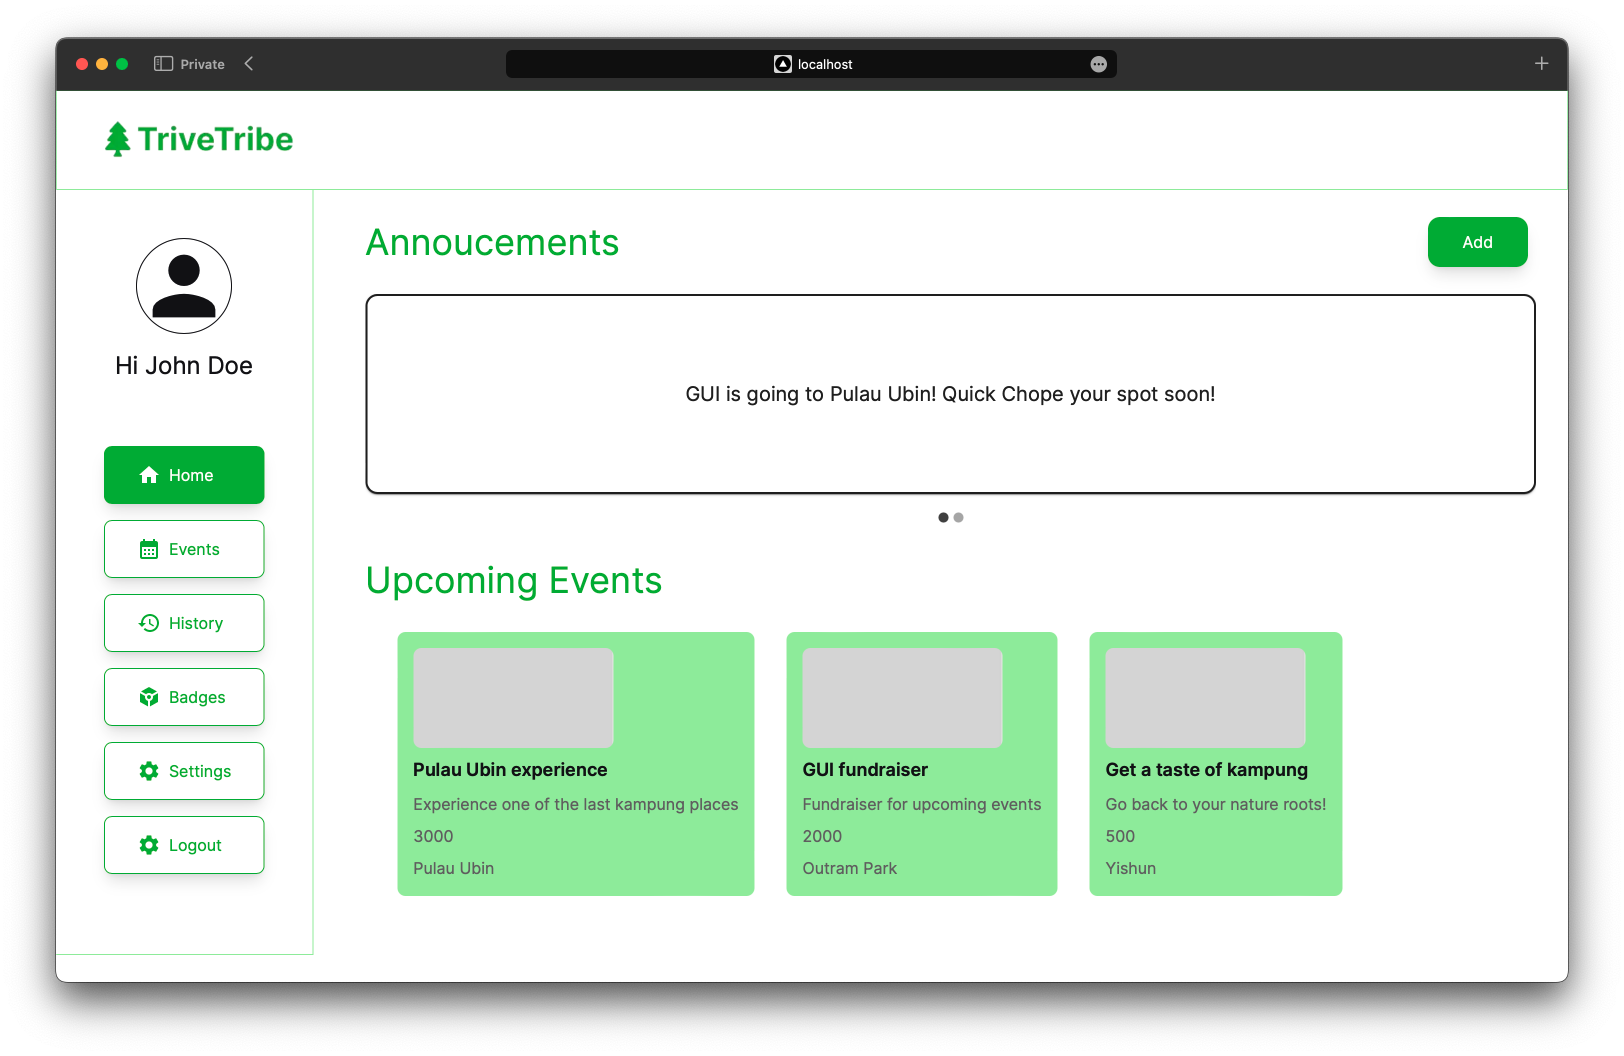 Private
localhost
TriveTribe
Hi John Doe
Home
Events
History
Badges
Settings
Logout
Annoucements
Add
GUI is going to Pulau Ubin! Quick Chope your spot soon!
Upcoming Events
Pulau Ubin experience
Experience one of the last kampung places
3000
Pulau Ubin
GUI fundraiser
Fundraiser for upcoming events
2000
Outram Park
Get a taste of kampung
Go back to your nature roots!
500
Yishun